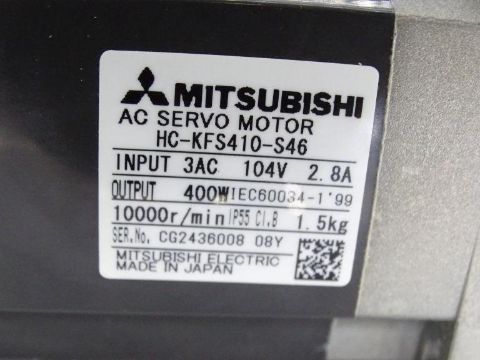 MITSUBISHI
AC SERVO MOTOR
HC-KFS410-S46
INPUT 3AC 104V 2.8A
OUTPUT 400W IEC60034-1'99
10000r/min IP55 Cl.B 1.5kg
SER.No. CG2436008 08Y
MITSUBISHI ELECTRIC
MADE IN JAPAN